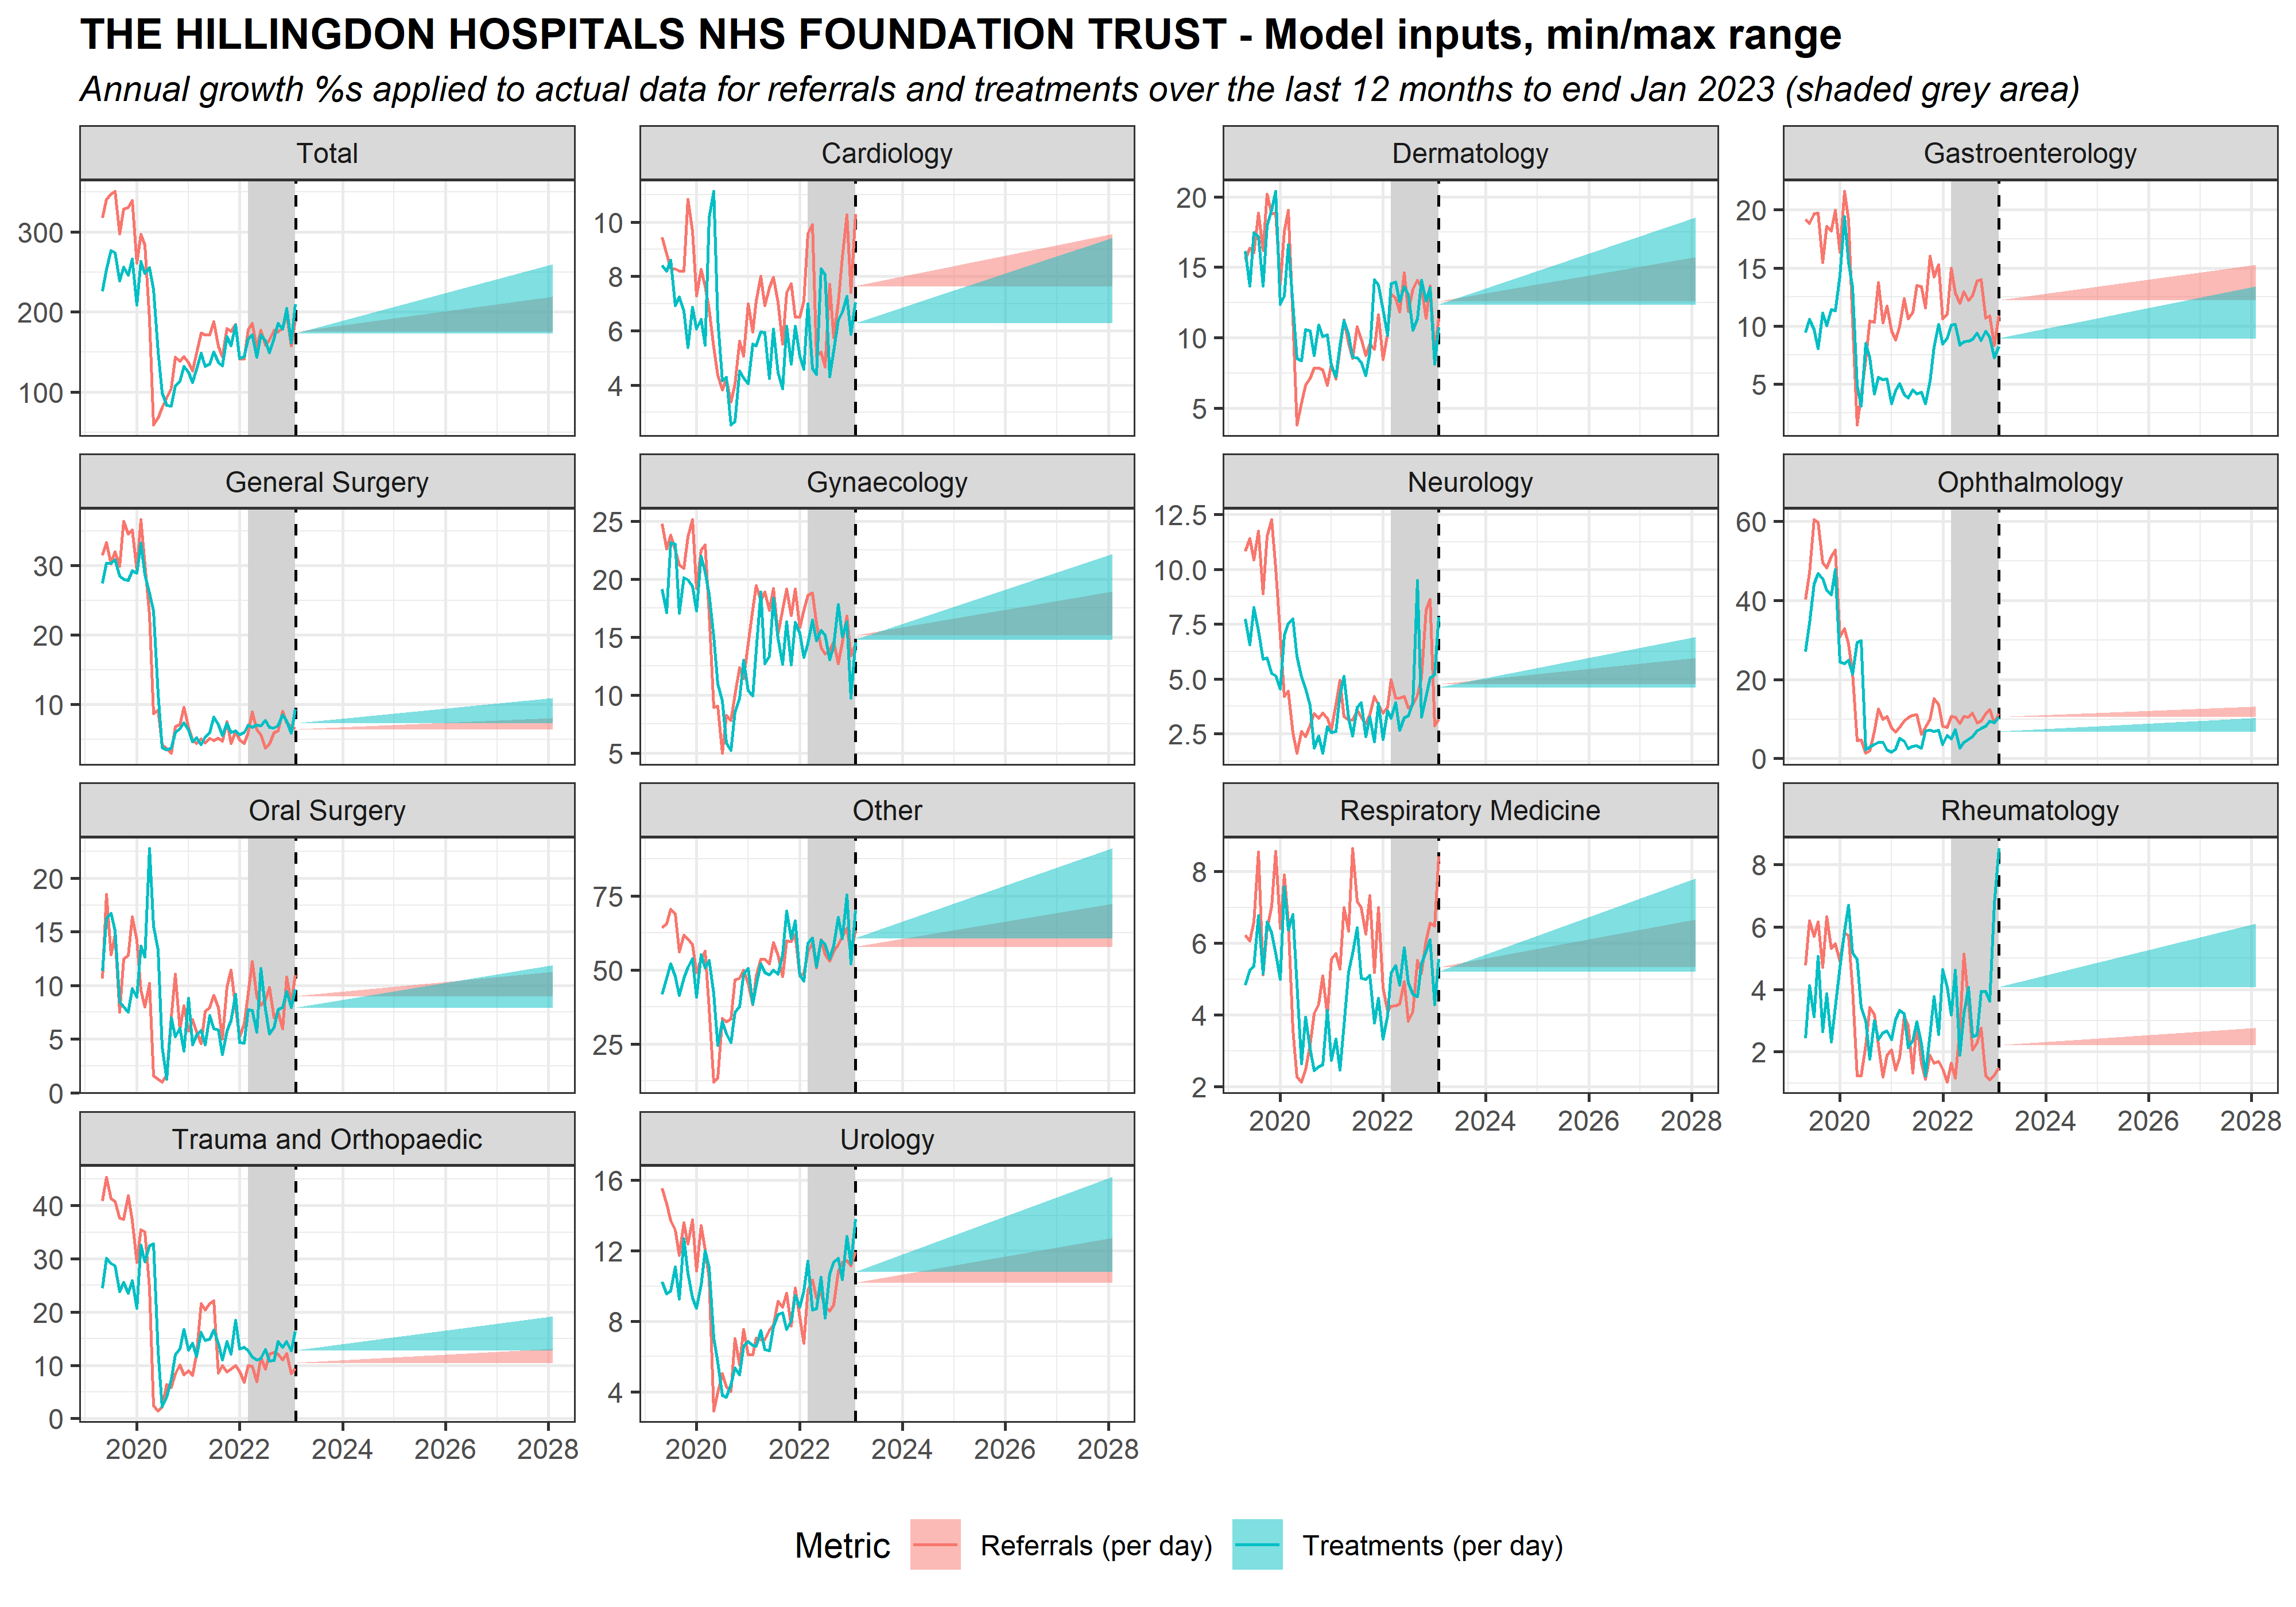 THE HILLINGDON HOSPITALS NHS FOUNDATION TRUST - Model inputs, min/max range
Annual growth %s applied to actual data for referrals and treatments over the last 12 months to end Jan 2023 (shaded grey area)
Total
300
200
100
Cardiology
10
8
6
4
Dermatology
20
15
10
5
Gastroenterology
20
15
10
5
General Surgery
30
20
10
Gynaecology
25
20
15
10
5
Neurology
12.5
10.0
7.5
5.0
2.5
Ophthalmology
60
40
20
0
Oral Surgery
20
15
10
5
0
Other
75
50
25
Respiratory Medicine
8
6
4
2
2020 2022 2024 2026 2028
Rheumatology
8
6
4
2
2020 2022 2024 2026 2028
Trauma and Orthopaedic
40
30
20
10
0
2020 2022 2024 2026 2028
Urology
16
12
8
4
2020 2022 2024 2026 2028
Metric Referrals (per day) Treatments (per day)